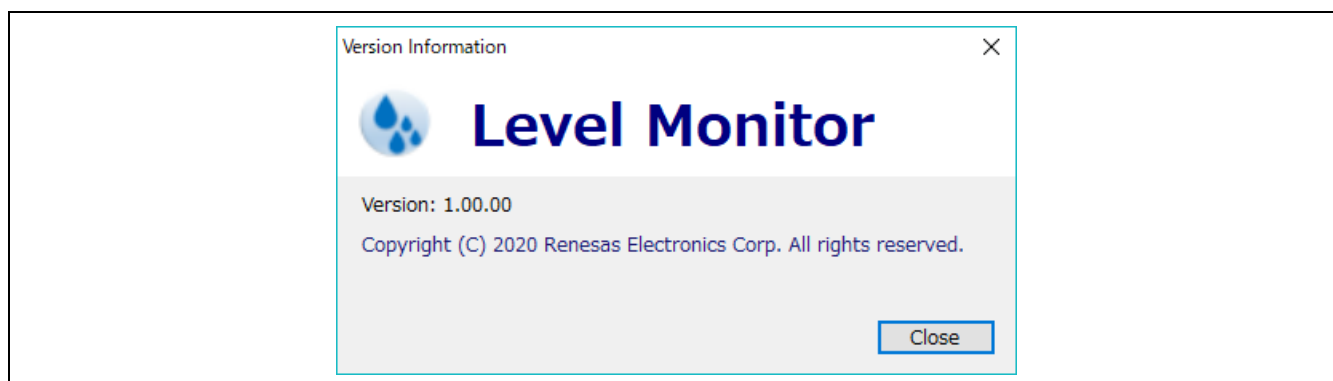 Version Information
Level Monitor
Version: 1.00.00
Copyright (C) 2020 Renesas Electronics Corp. All rights reserved.
Close